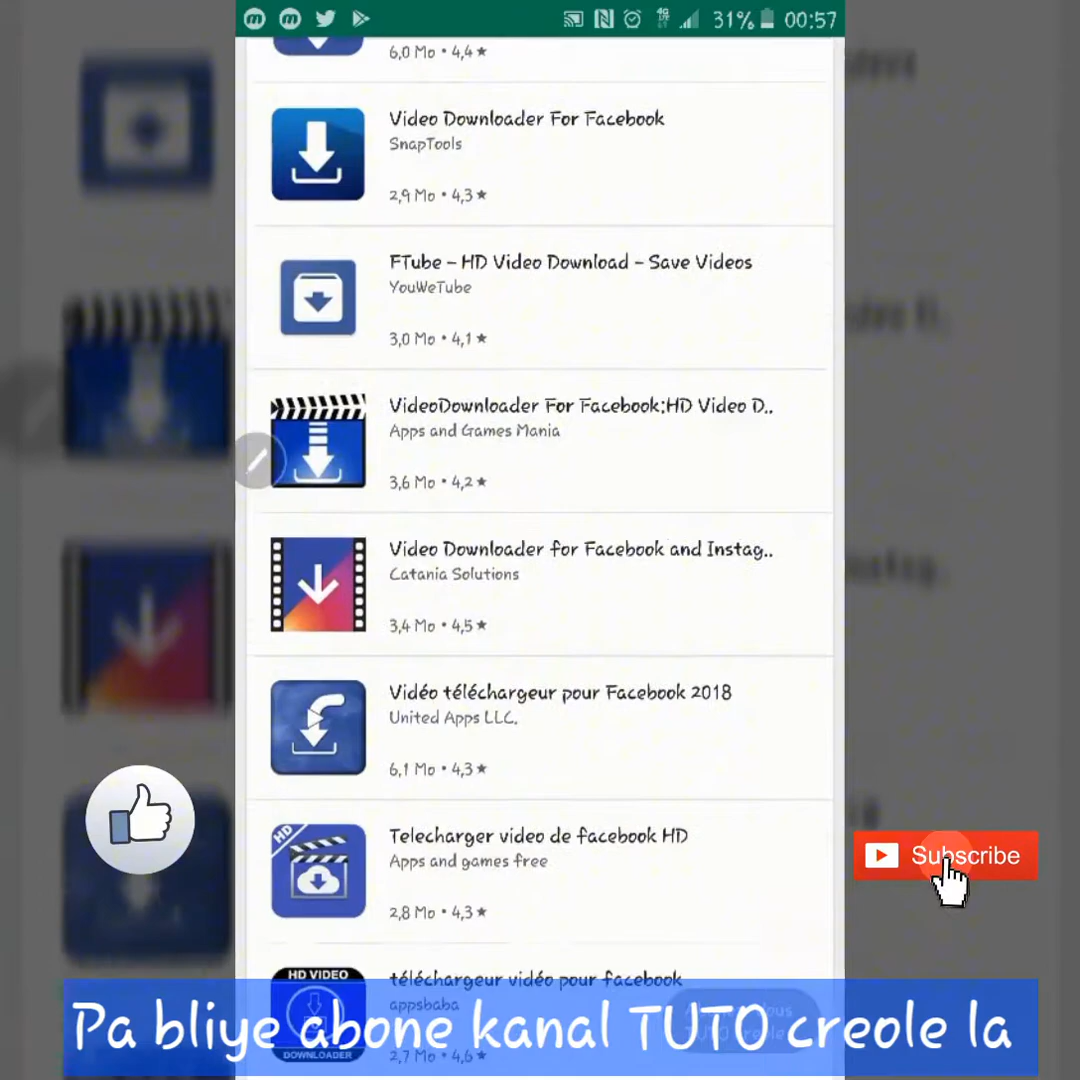 31% 00:57
6,0 Mo • 4,4 ★
Video Downloader For Facebook
SnapTools
2,9 Mo • 4,3 ★
FTube – HD Video Download – Save Videos
YouWeTube
3,0 Mo • 4,1 ★
VideoDownloader For Facebook:HD Video D..
Apps and Games Mania
3,6 Mo • 4,2 ★
Video Downloader for Facebook and Instag..
Catania Solutions
3,4 Mo • 4,5 ★
Vidéo téléchargeur pour Facebook 2018
United Apps LLC.
6,1 Mo • 4,3 ★
HD
Telecharger video de facebook HD
Apps and games free
2,8 Mo • 4,3 ★
Subscribe
HD VIDEO
DOWNLOADER
téléchargeur vidéo pour facebook
appsbaba
2,7 Mo • 4,6 ★
Pa bliye abone kanal TUTO creole la